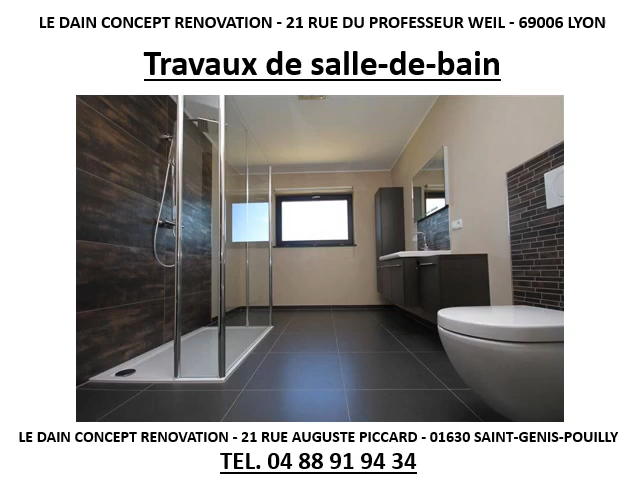 LE DAIN CONCEPT RENOVATION - 21 RUE DU PROFESSEUR WEIL - 69006 LYON
Travaux de salle-de-bain
LE DAIN CONCEPT RENOVATION - 21 RUE AUGUSTE PICCARD - 01630 SAINT-GENIS-POUILLY
TEL. 04 88 91 94 34